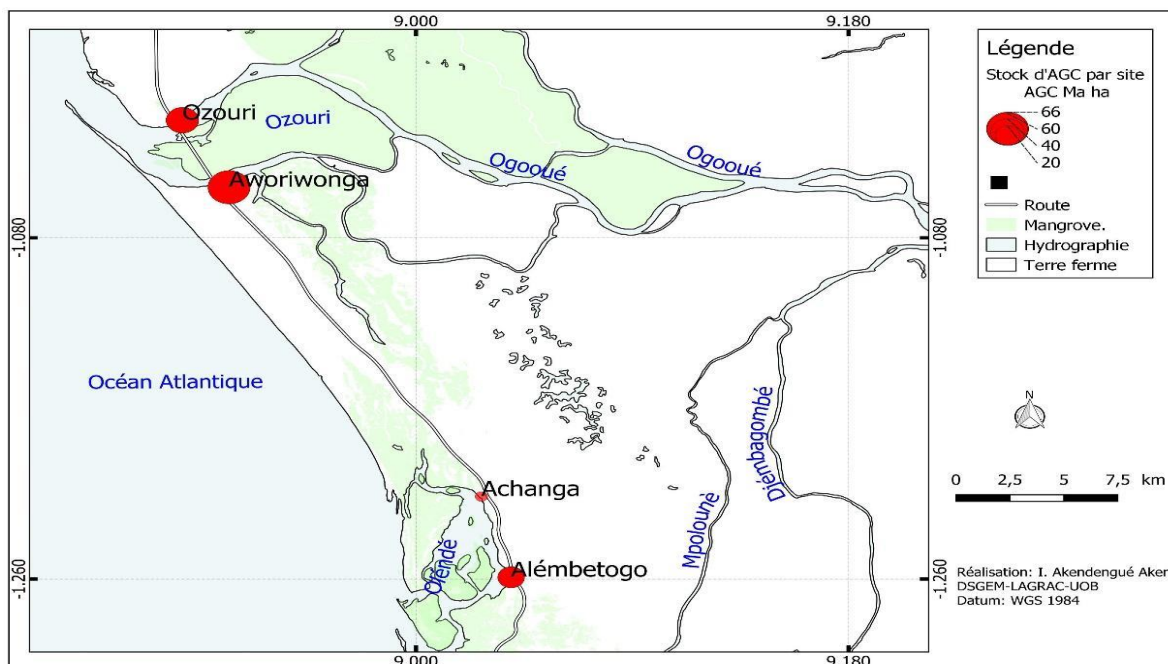 9.000
9.180
Ozouri
Ozouri
Aworiwonga
Ogooué
Ogooué
-1.080
-1.080
Océan Atlantique
Achanga
Oléndè
Alémbetogo
Mpolounè
Djémbagombé
-1.260
-1.260
9.000
9.180
Légende
Stock d'AGC par site
AGC Ma ha
66
60
40
20
Route
Mangrove.
Hydrographie
Terre ferme
N
0 2,5 5 7,5 km
Réalisation: I. Akendengué Aker
DSGEM-LAGRAC-UOB
Datum: WGS 1984